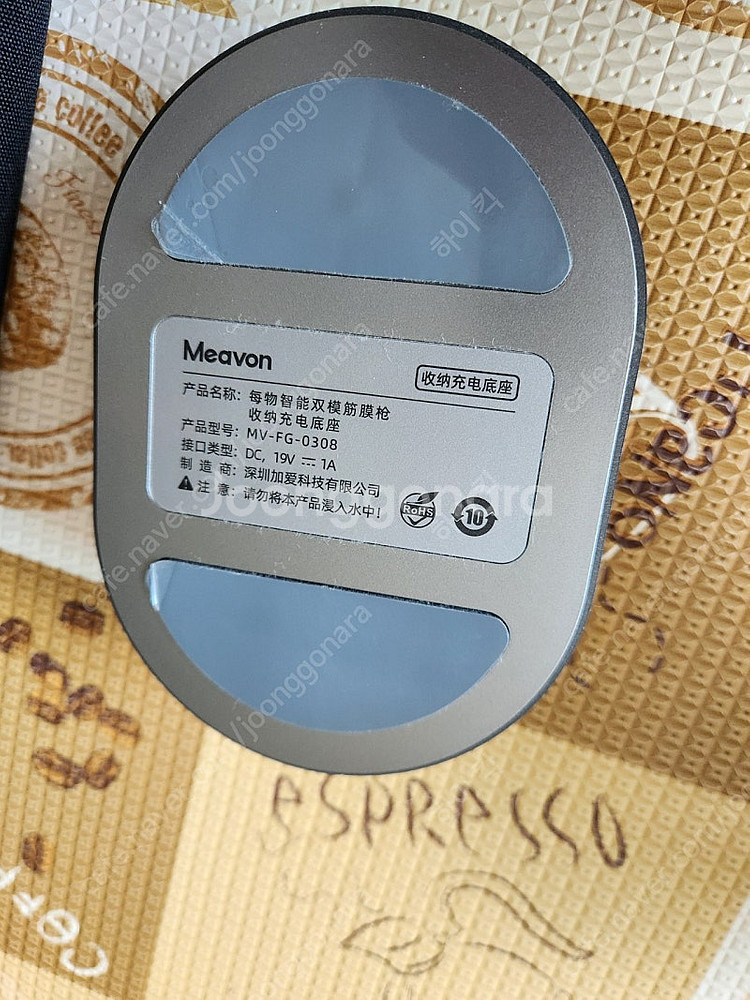 Meavon
收纳充电底座
产品名称: 每物智能双模筋膜枪
收纳充电底座
产品型号: MV-FG-0308
接口类型: DC, 19V ⎓ 1A
制 造 商: 深圳加爱科技有限公司
⚠ 注 意: 请勿将本产品浸入水中!
RoHS
10
joonggonara
cafe.naver.com/joonggonara
하이 킥
coffee
espresso